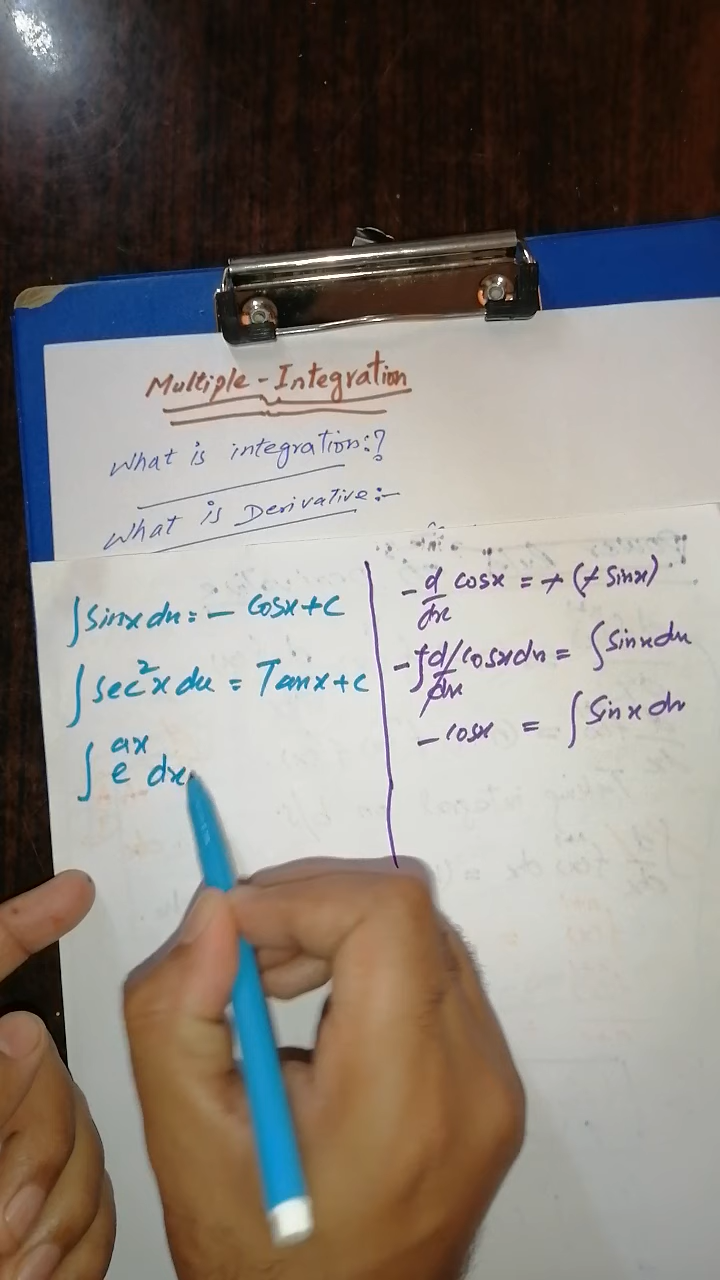 Multiple - Integration
What is integration:?
What is Derivative:-
∫sinx dx = - Cosx + c
∫sec²x dx = Tanx + c
∫e^ax dx
- d/dx cosx = + (+ sinx)
- ∫d/dx cosx dx = ∫sinx dx
- cosx = ∫sinx dx